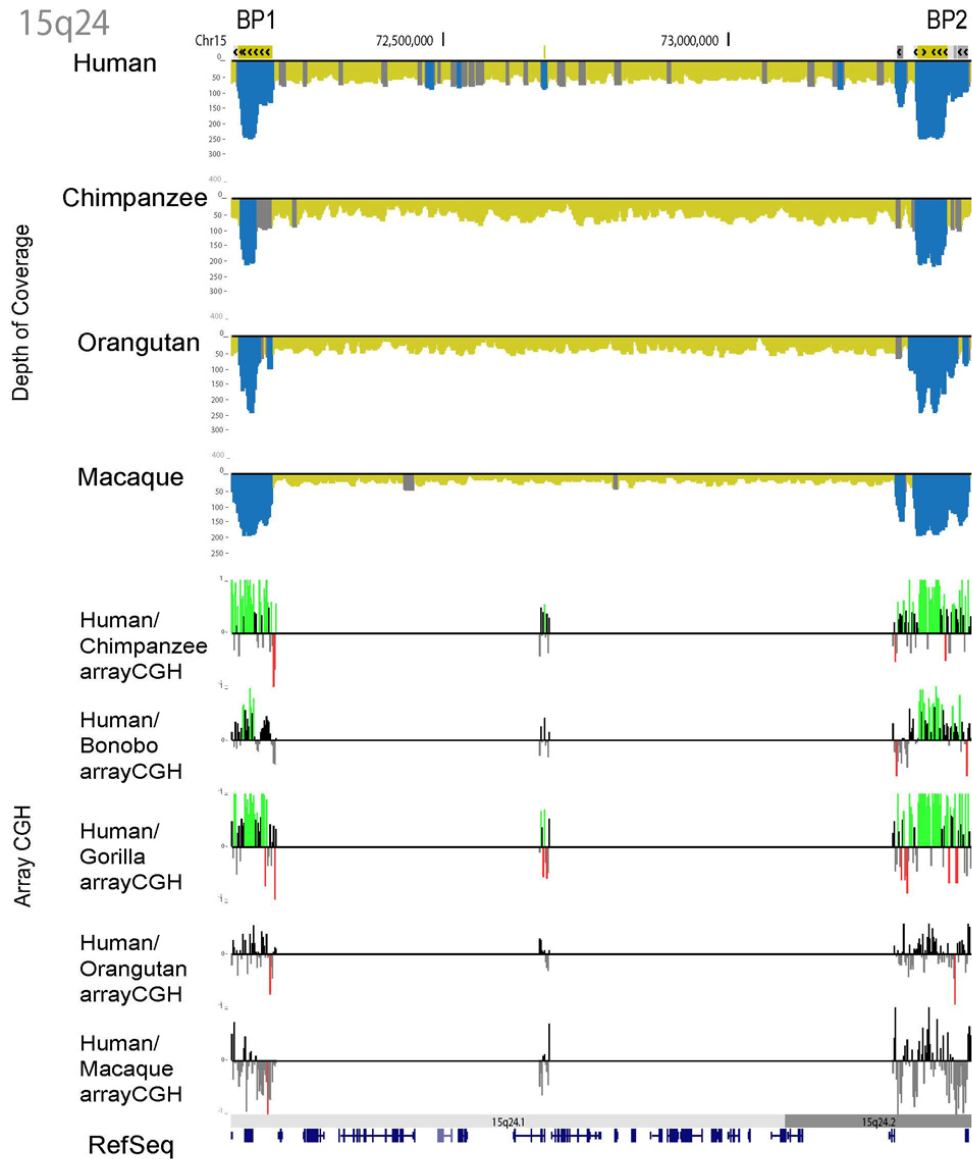 15q24
BP1
BP2
Chr15
72,500,000
73,000,000
Human
0
50
100
150
200
250
300
Depth of Coverage
Chimpanzee
400
0
50
100
150
200
250
300
Orangutan
400
0
50
100
150
200
250
300
Macaque
400
0
50
100
150
200
250
Array CGH
1
Human/
Chimpanzee
arrayCGH
0
-1
Human/
Bonobo
arrayCGH
0
Human/
Gorilla
arrayCGH
0
Human/
Orangutan
arrayCGH
0
Human/
Macaque
arrayCGH
0
-1
15q24.1
15q24.2
RefSeq